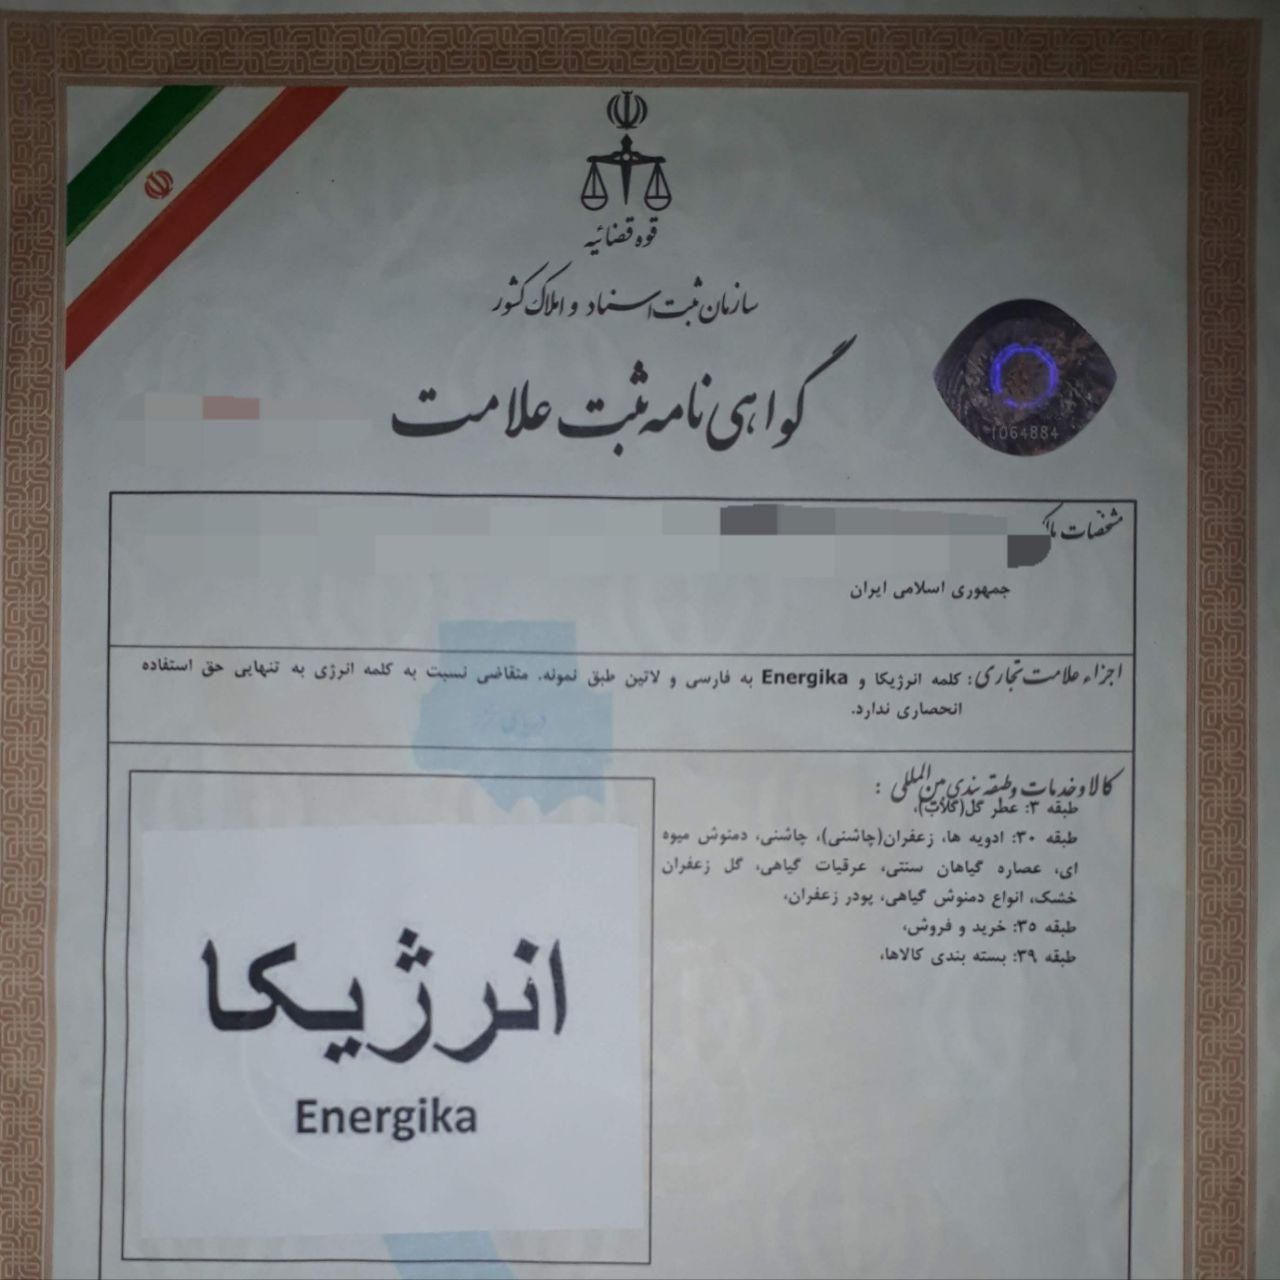 قوه قضائیه
سازمان ثبت اسناد و املاک کشور
گواهی نامه ثبت علامت
1064884
مشخصات مالک
جمهوری اسلامی ایران
اجزاء علامت تجاری: کلمه انرژیکا و Energika به فارسی و لاتین طبق نمونه. متقاضی نسبت به کلمه انرژی به تنهایی حق استفاده
انحصاری ندارد.
کالا و خدمات و طبقه بندی بین المللی :
طبقه ۳: عطر گل(گلاب)،
طبقه ۳۰: ادویه ها، زعفران(چاشنی)، چاشنی، دمنوش میوه
ای، عصاره گیاهان سنتی، عرقیات گیاهی، گل زعفران
خشک، انواع دمنوش گیاهی، پودر زعفران،
طبقه ۳۵: خرید و فروش،
طبقه ۳۹: بسته بندی کالاها،
انرژیکا
Energika